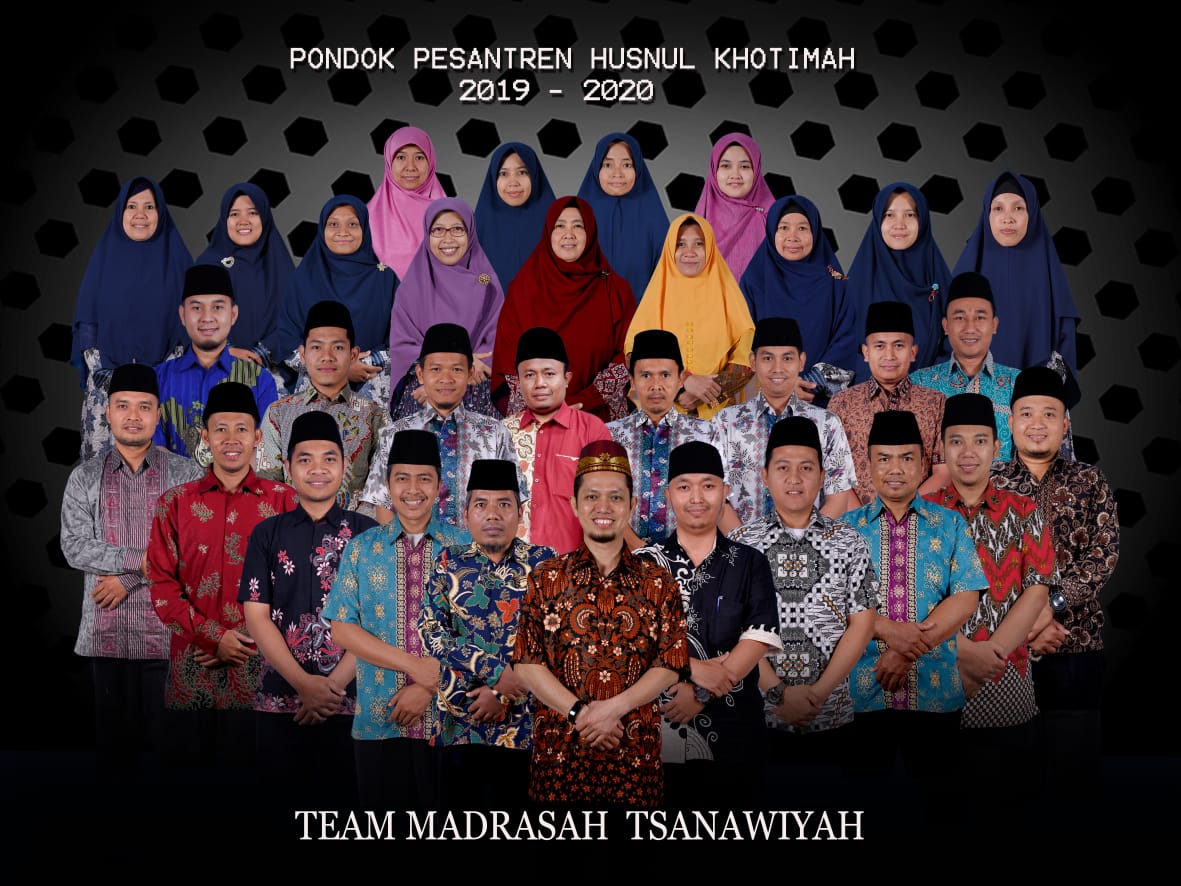 PONDOK PESANTREN HUSNUL KHOTIMAH
2019 - 2020
TEAM MADRASAH TSANAWIYAH